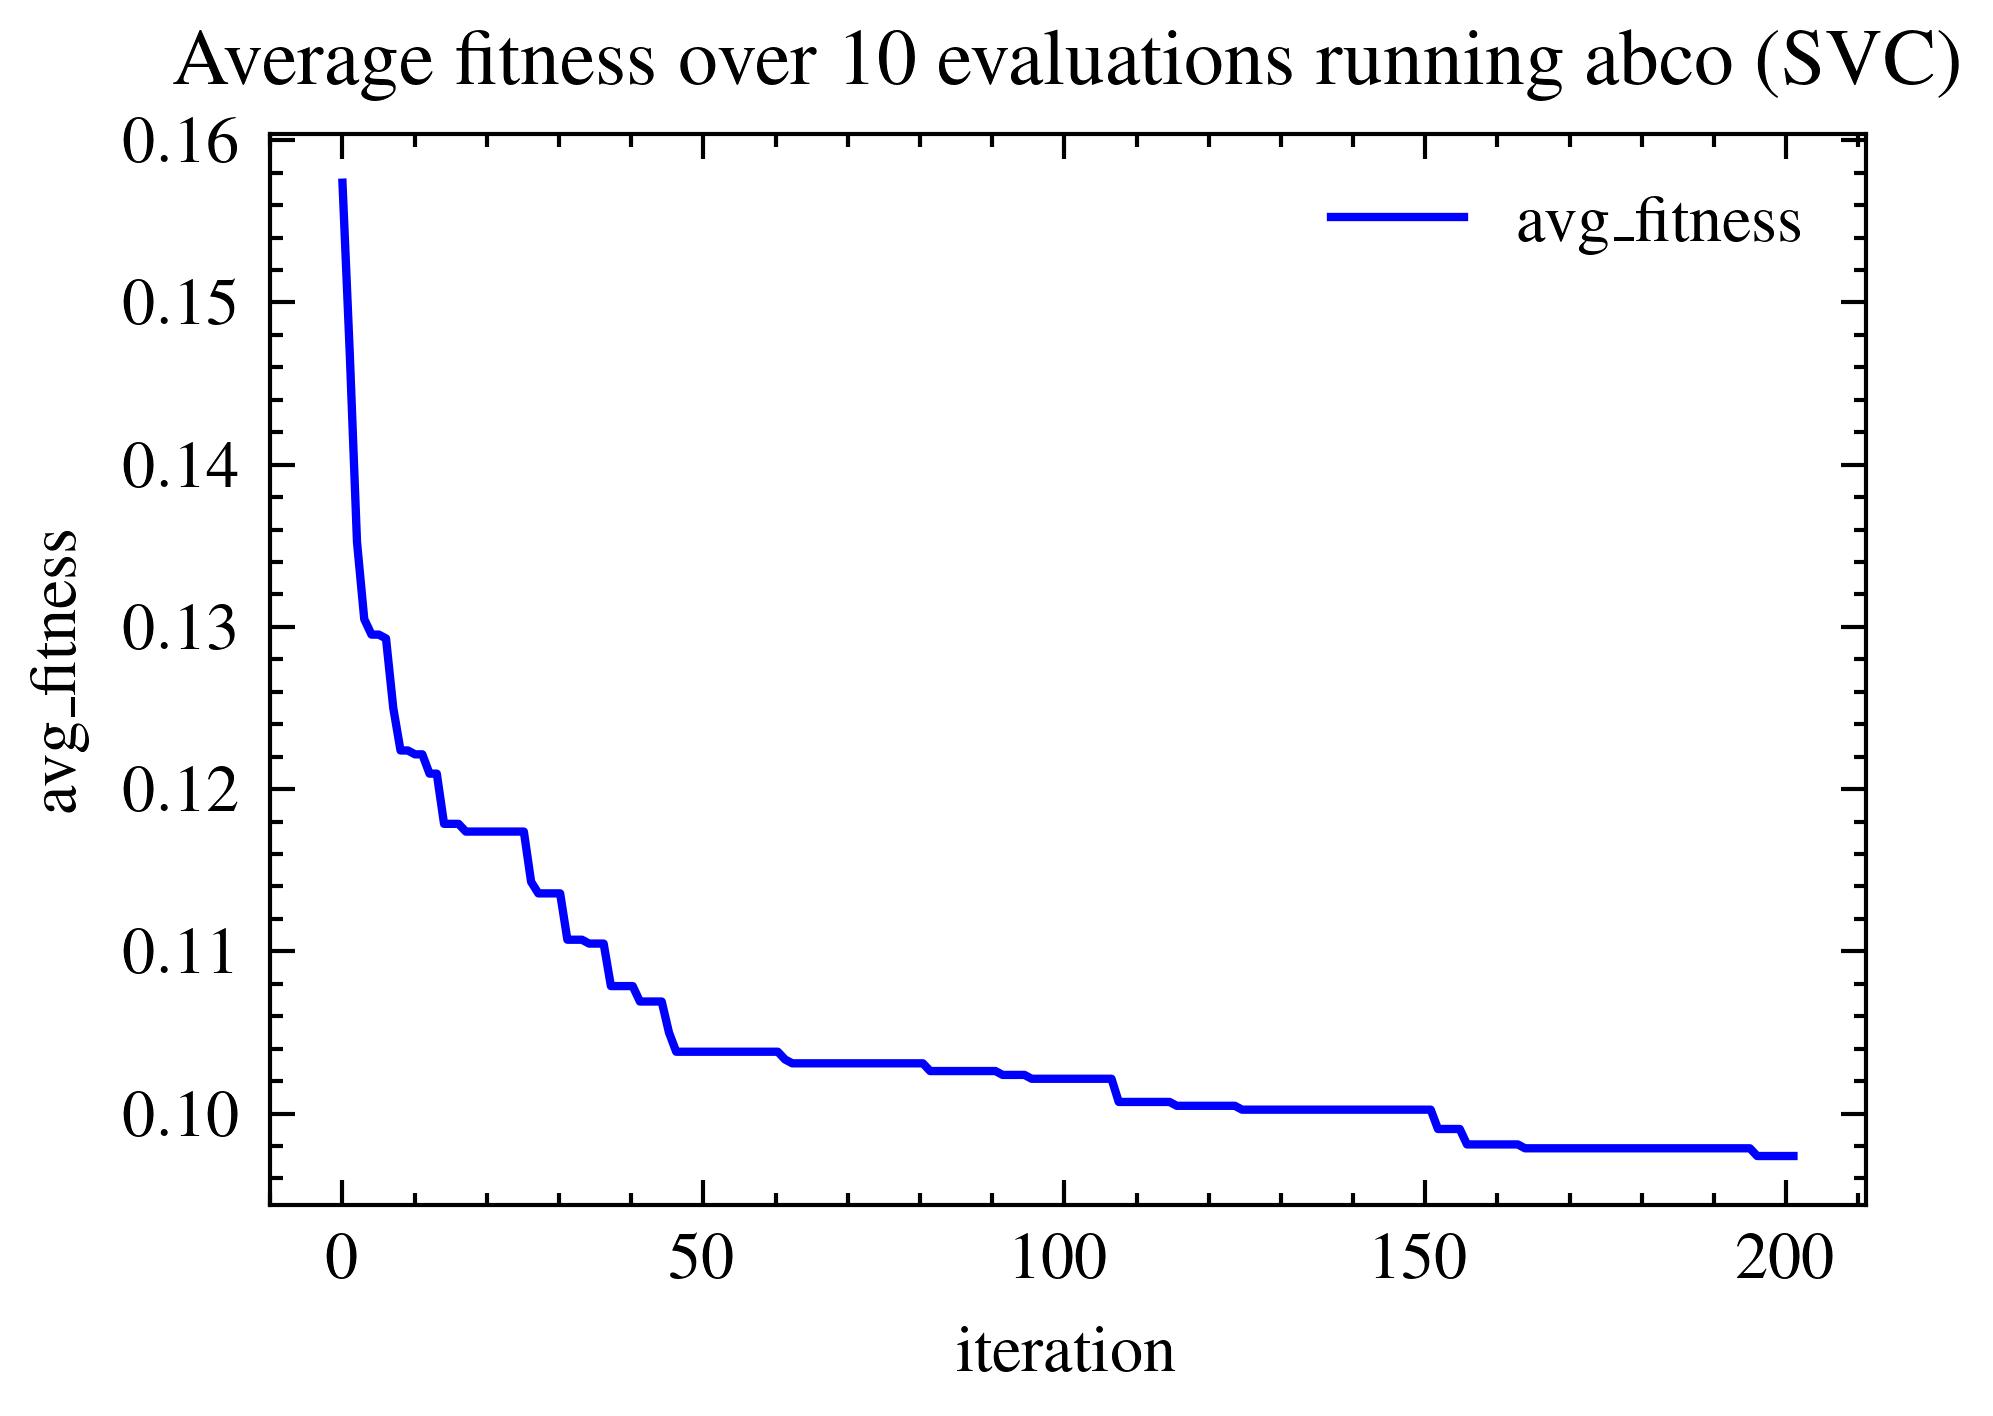 Average fitness over 10 evaluations running abco (SVC)
avg_fitness
0.16
0.15
0.14
0.13
0.12
0.11
0.10
avg_fitness
0 50 100 150 200
iteration